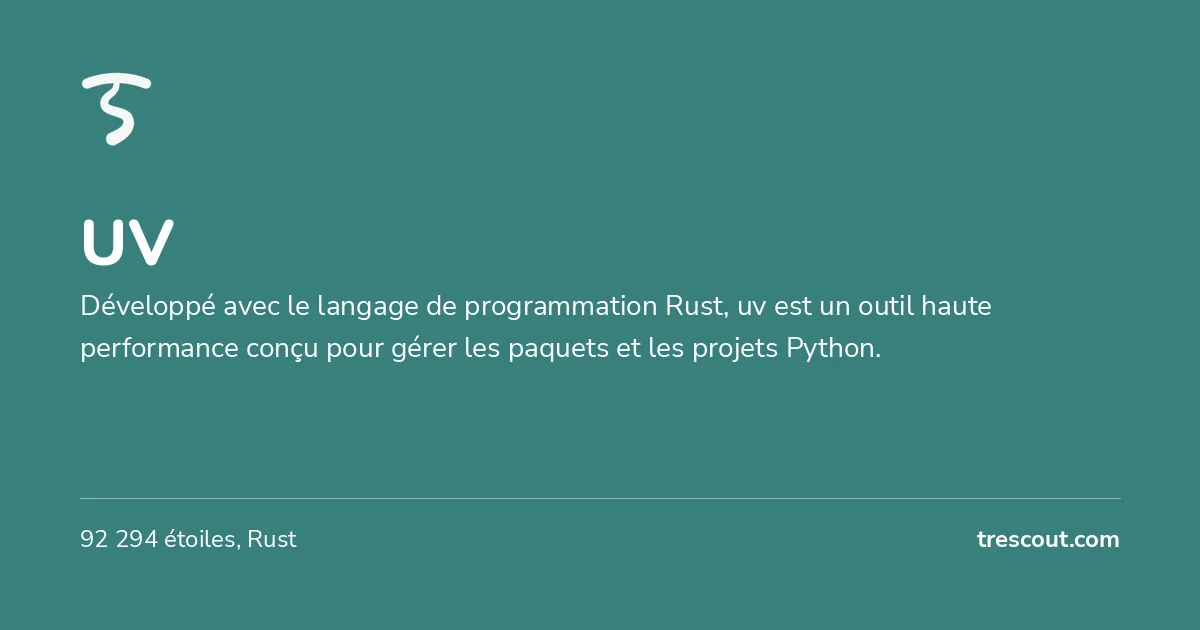 uv
Développé avec le langage de programmation Rust, uv est un outil haute
performance conçu pour gérer les paquets et les projets Python.
92 294 étoiles, Rust
trescout.com